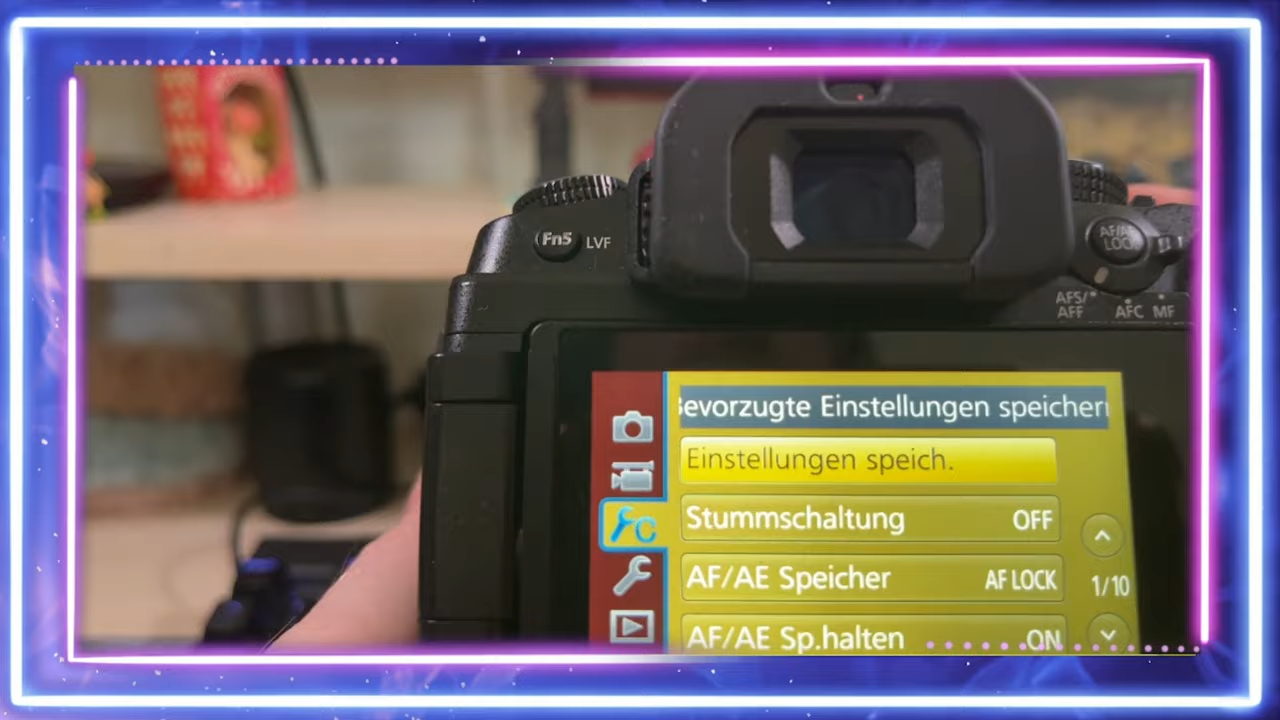 Fn5 LVF
AF/AE
LOCK
AFS/
AFF
AFC MF
Bevorzugte Einstellungen speichern
Einstellungen speich.
Stummschaltung OFF
AF/AE Speicher AF LOCK
1/10
AF/AE Sp.halten ON